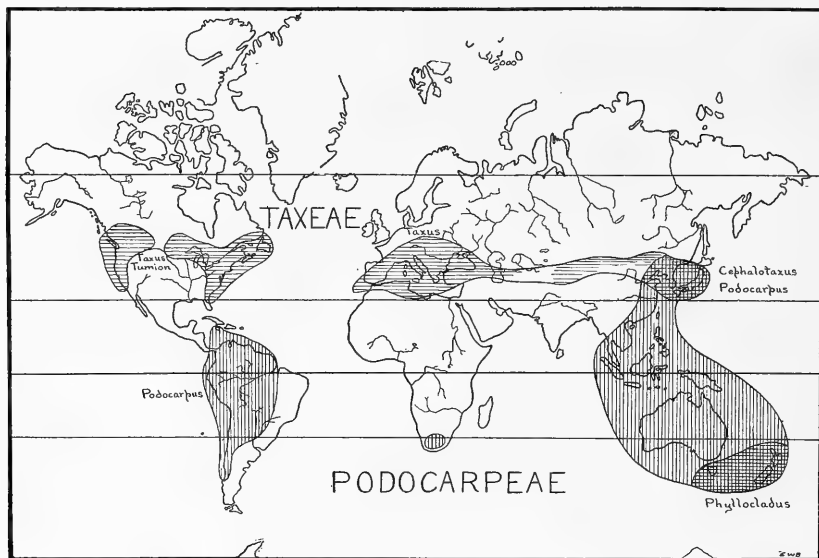 TAXEAE
Taxus
Taxus
Tumion
Cephalotaxus
Podocarpus
Podocarpus
PODOCARPEAE
Phyllocladus
EWB